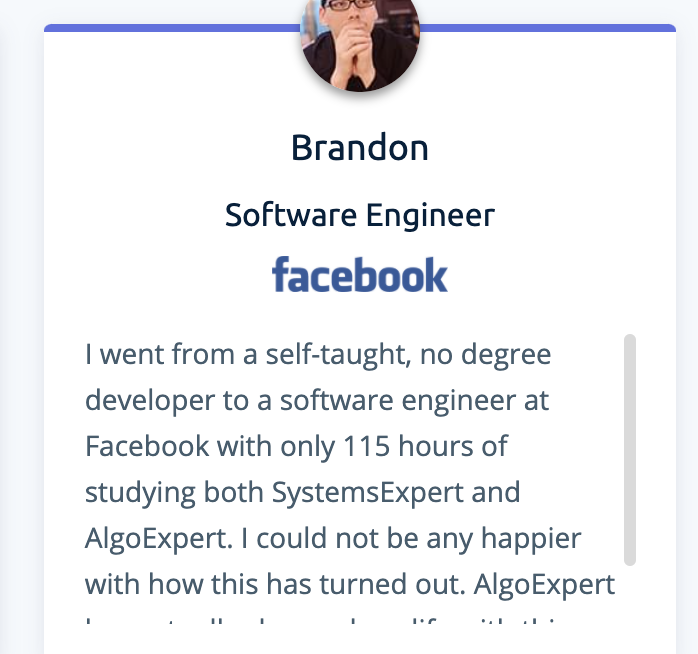 Brandon
Software Engineer
facebook
I went from a self-taught, no degree
developer to a software engineer at
Facebook with only 115 hours of
studying both SystemsExpert and
AlgoExpert. I could not be any happier
with how this has turned out. AlgoExpert